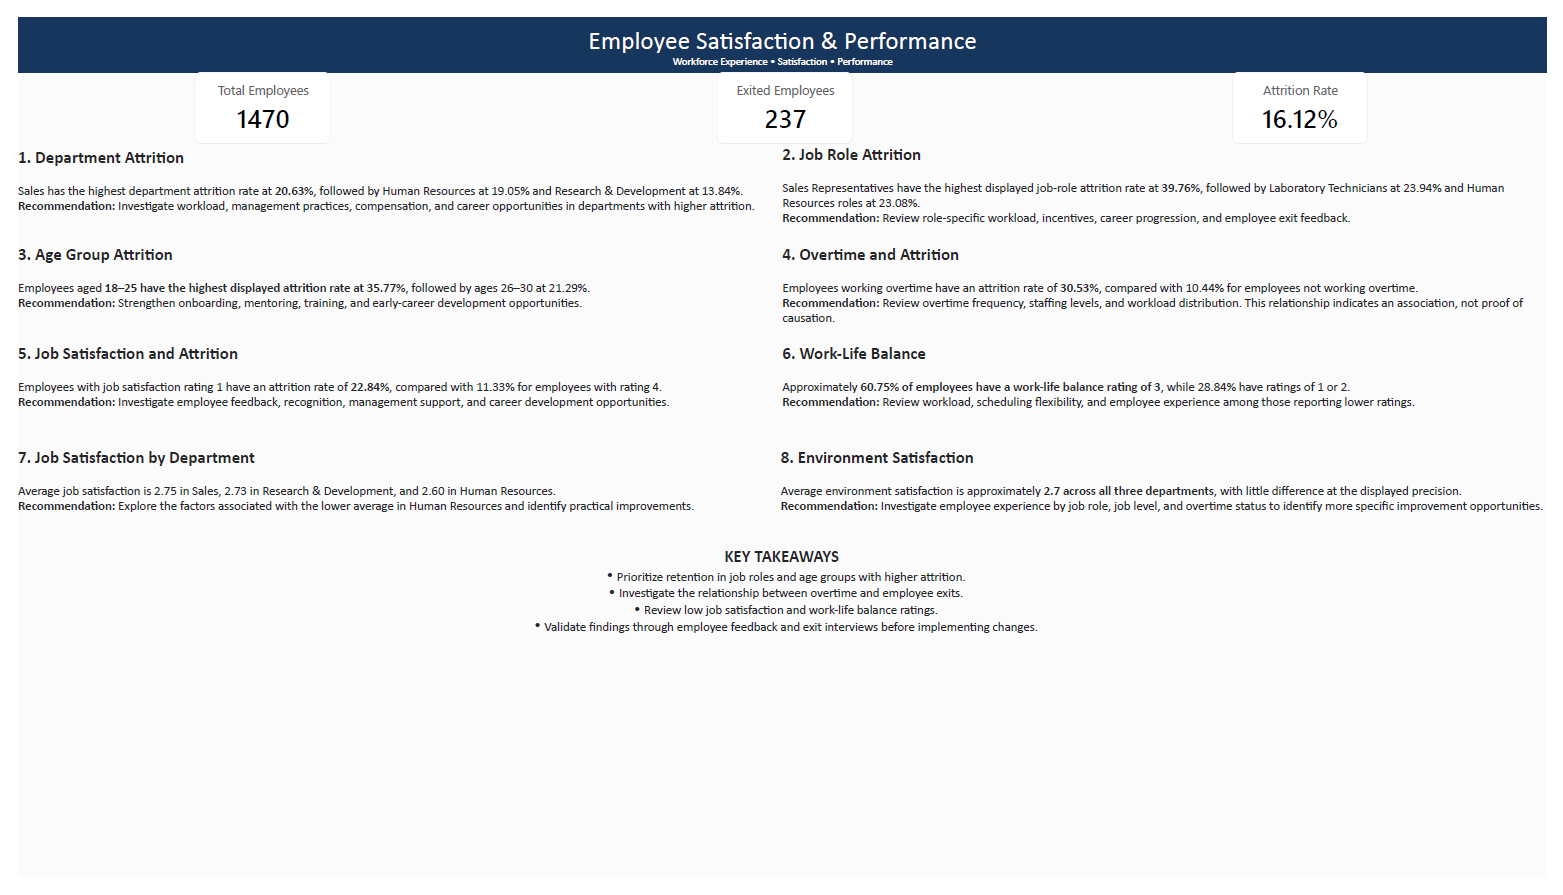 Employee Satisfaction & Performance
Workforce Experience • Satisfaction • Performance
Total Employees
1470
Exited Employees
237
Attrition Rate
16.12%
1. Department Attrition
Sales has the highest department attrition rate at 20.63%, followed by Human Resources at 19.05% and Research & Development at 13.84%.
Recommendation: Investigate workload, management practices, compensation, and career opportunities in departments with higher attrition.
2. Job Role Attrition
Sales Representatives have the highest displayed job-role attrition rate at 39.76%, followed by Laboratory Technicians at 23.94% and Human
Resources roles at 23.08%.
Recommendation: Review role-specific workload, incentives, career progression, and employee exit feedback.
3. Age Group Attrition
Employees aged 18–25 have the highest displayed attrition rate at 35.77%, followed by ages 26–30 at 21.29%.
Recommendation: Strengthen onboarding, mentoring, training, and early-career development opportunities.
4. Overtime and Attrition
Employees working overtime have an attrition rate of 30.53%, compared with 10.44% for employees not working overtime.
Recommendation: Review overtime frequency, staffing levels, and workload distribution. This relationship indicates an association, not proof of
causation.
5. Job Satisfaction and Attrition
Employees with job satisfaction rating 1 have an attrition rate of 22.84%, compared with 11.33% for employees with rating 4.
Recommendation: Investigate employee feedback, recognition, management support, and career development opportunities.
6. Work-Life Balance
Approximately 60.75% of employees have a work-life balance rating of 3, while 28.84% have ratings of 1 or 2.
Recommendation: Review workload, scheduling flexibility, and employee experience among those reporting lower ratings.
7. Job Satisfaction by Department
Average job satisfaction is 2.75 in Sales, 2.73 in Research & Development, and 2.60 in Human Resources.
Recommendation: Explore the factors associated with the lower average in Human Resources and identify practical improvements.
8. Environment Satisfaction
Average environment satisfaction is approximately 2.7 across all three departments, with little difference at the displayed precision.
Recommendation: Investigate employee experience by job role, job level, and overtime status to identify more specific improvement opportunities.
KEY TAKEAWAYS
• Prioritize retention in job roles and age groups with higher attrition.
• Investigate the relationship between overtime and employee exits.
• Review low job satisfaction and work-life balance ratings.
• Validate findings through employee feedback and exit interviews before implementing changes.